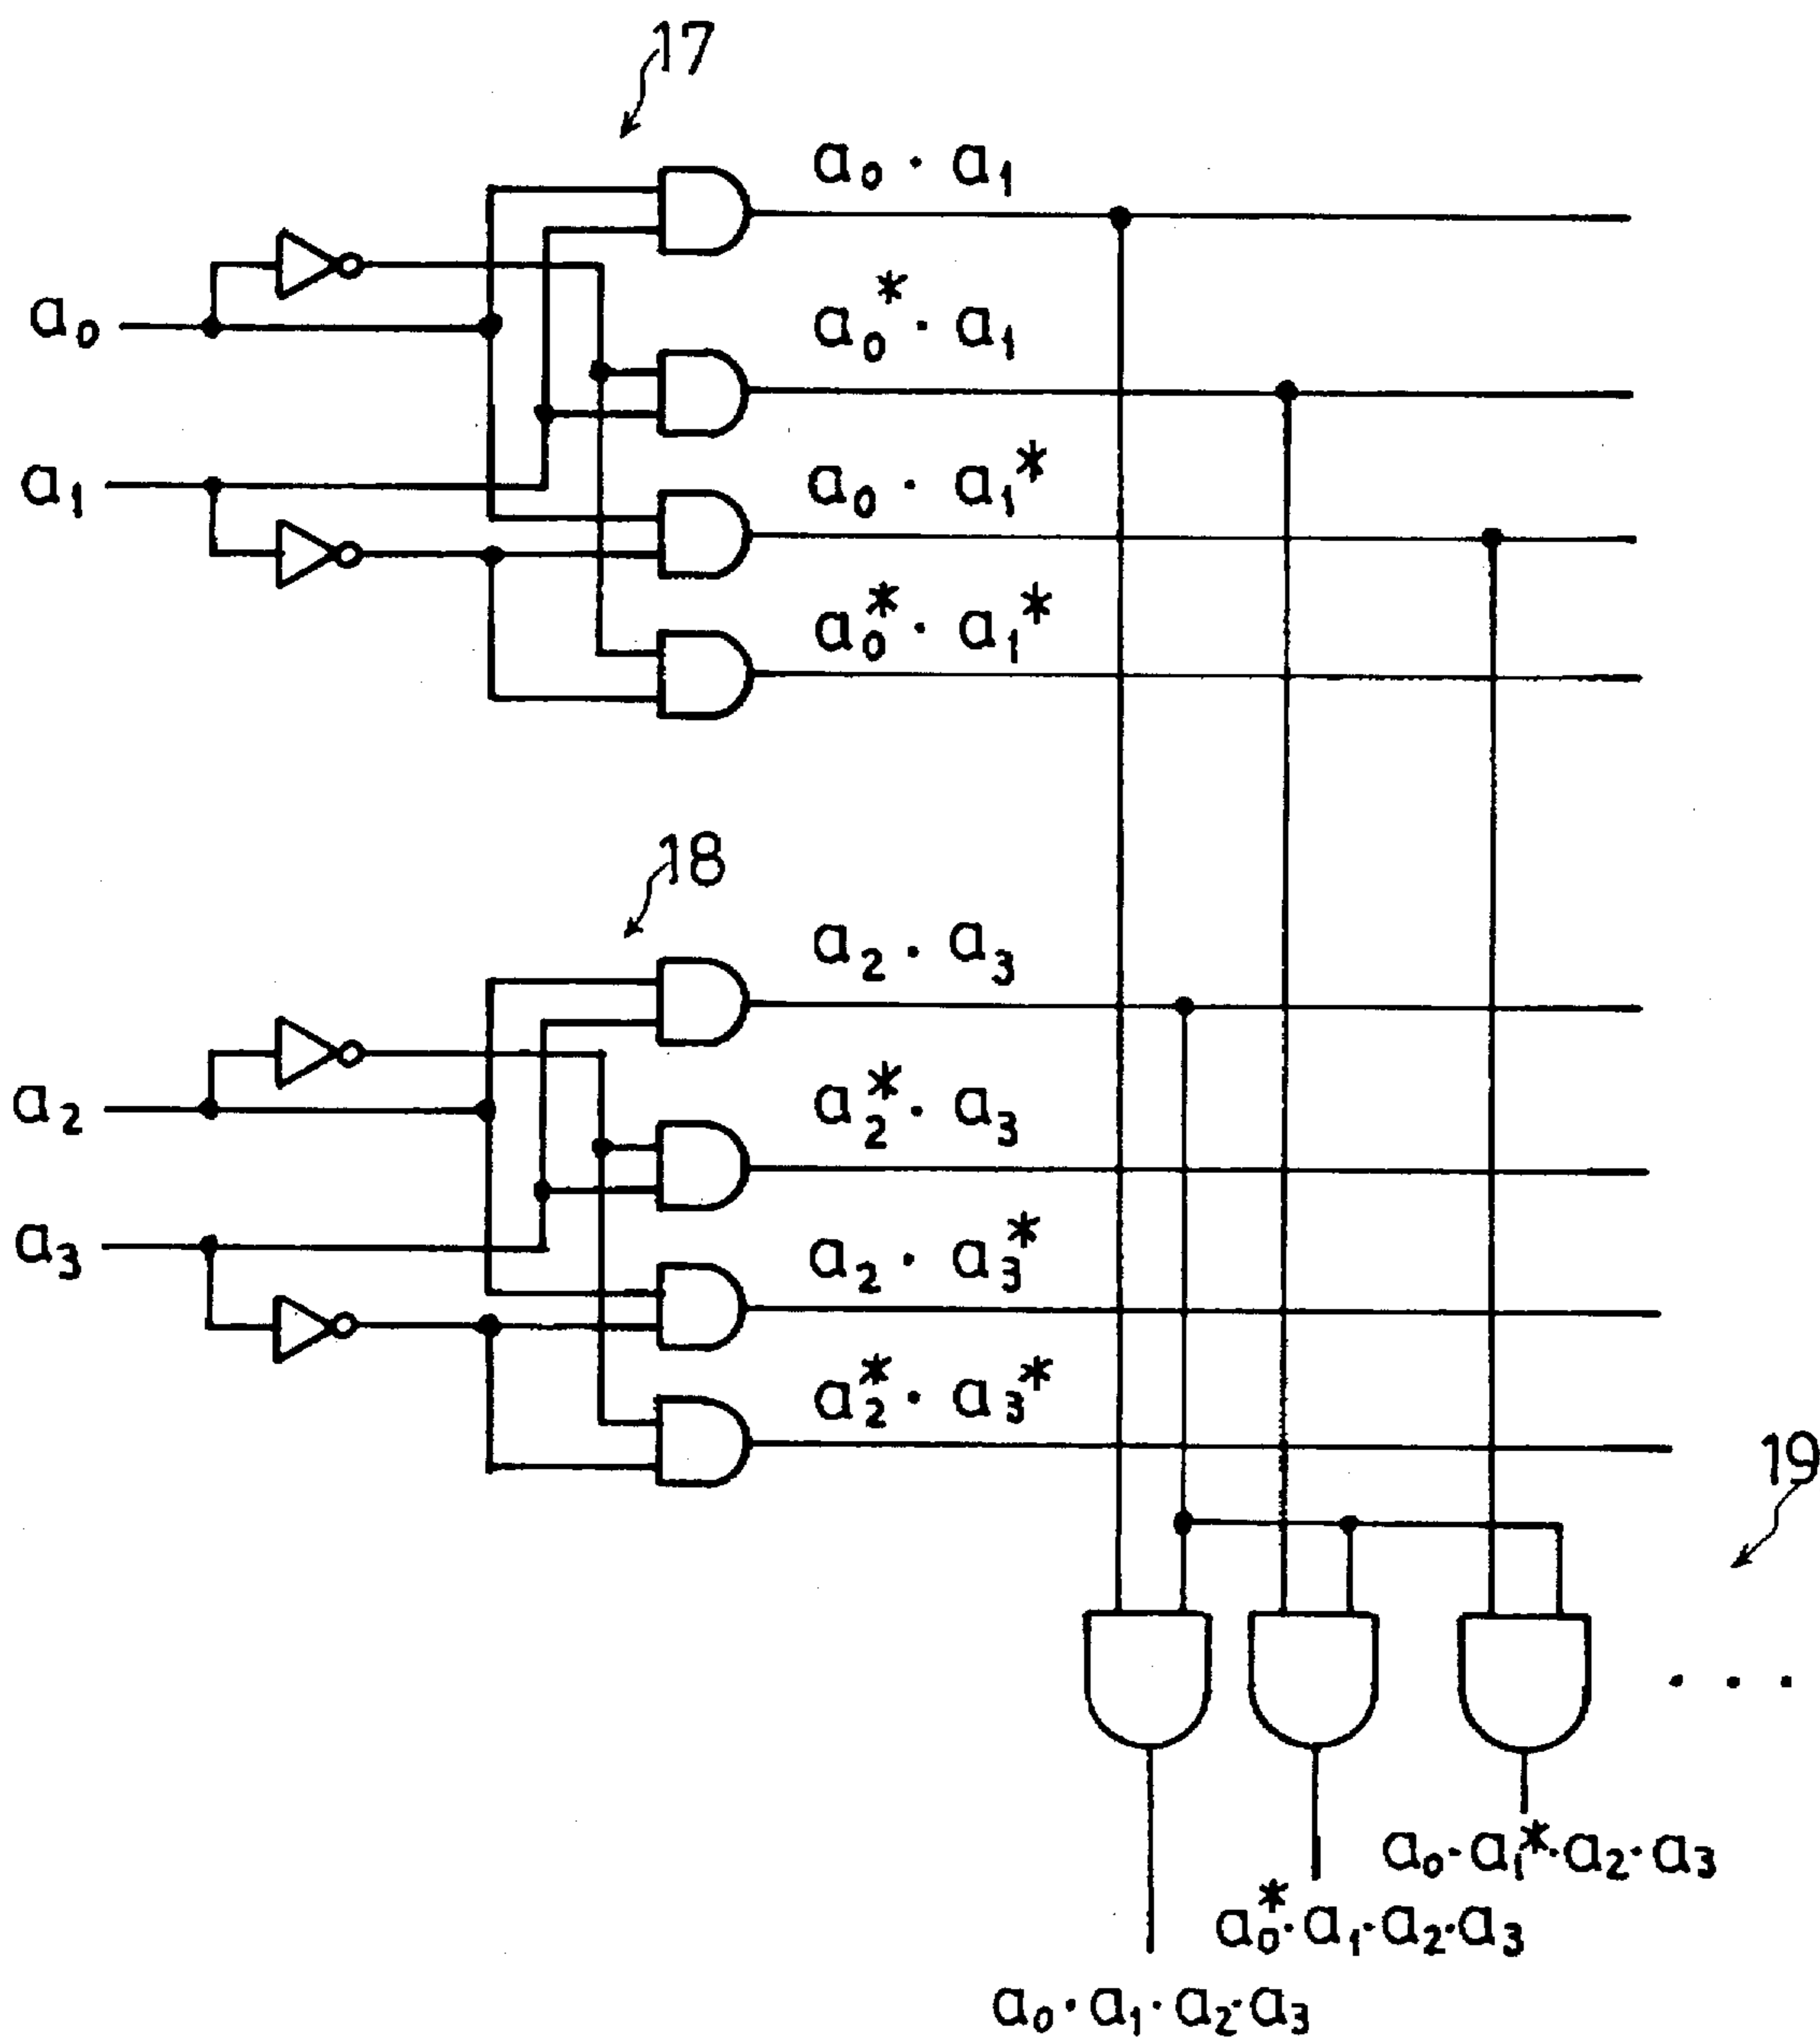 17
a₀ · a₁
a₀* · a₁
a₀
a₁
a₀ · a₁*
a₀* · a₁*
18
a₂ · a₃
a₂* · a₃
a₂
a₃
a₂ · a₃*
a₂* · a₃*
19
. . .
a₀·a₁*·a₂·a₃
a₀*·a₁·a₂·a₃
a₀·a₁·a₂·a₃